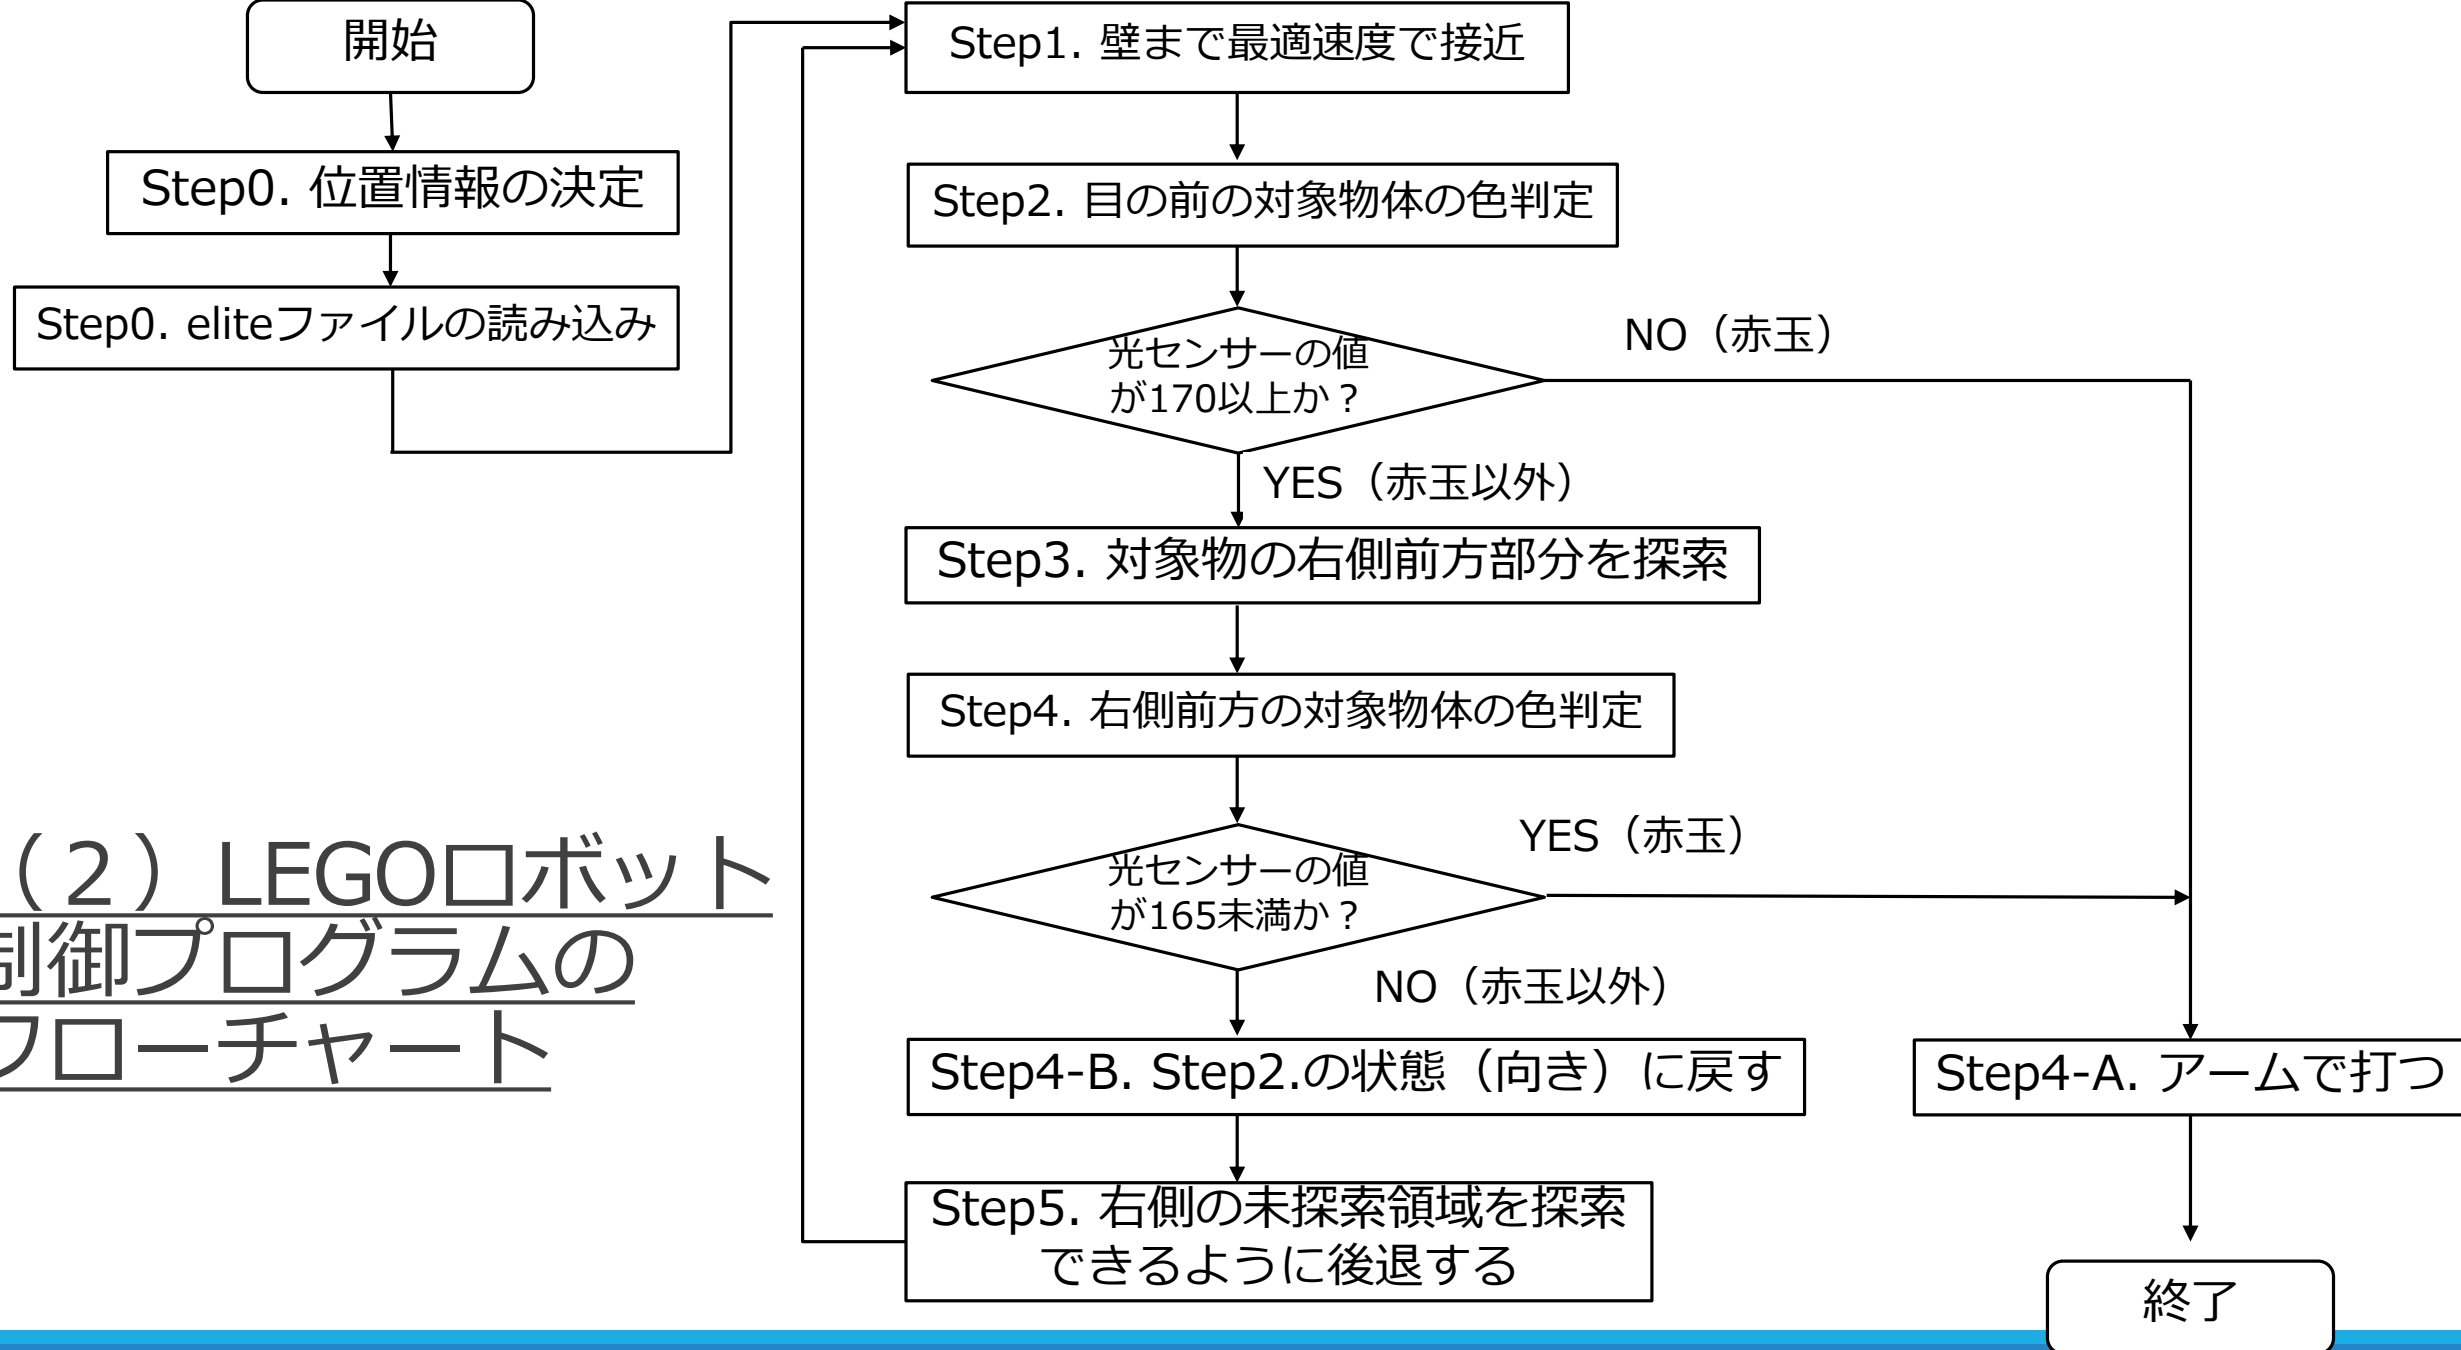 開始
Step0. 位置情報の決定
Step0. eliteファイルの読み込み
Step1. 壁まで最適速度で接近
Step2. 目の前の対象物体の色判定
光センサーの値
が170以上か？
NO（赤玉）
YES（赤玉以外）
Step3. 対象物の右側前方部分を探索
Step4. 右側前方の対象物体の色判定
光センサーの値
が165未満か？
YES（赤玉）
NO（赤玉以外）
Step4-B. Step2.の状態（向き）に戻す
Step4-A. アームで打つ
Step5. 右側の未探索領域を探索
できるように後退する
終了
（２）LEGOロボット
制御プログラムの
フローチャート